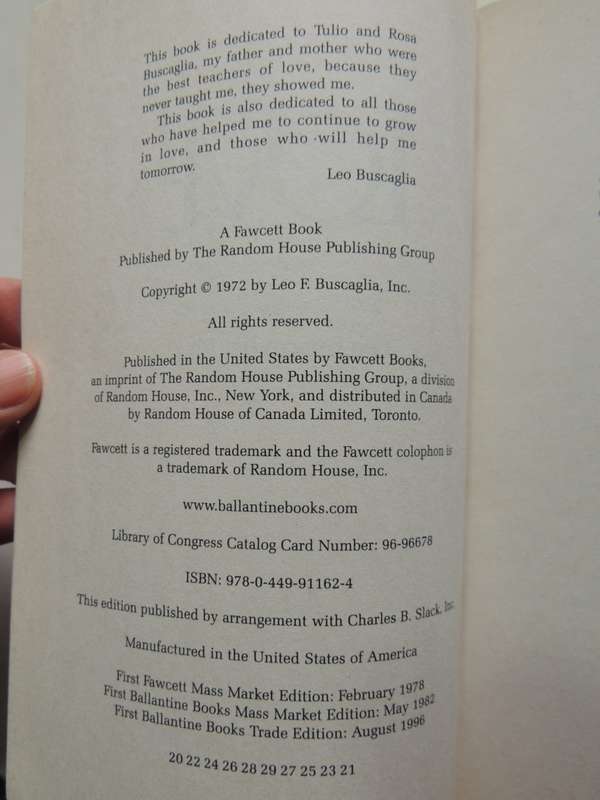 This book is dedicated to Tulio and Rosa
Buscaglia, my father and mother who were
the best teachers of love, because they
never taught me, they showed me.
This book is also dedicated to all those
who have helped me to continue to grow
in love, and those who will help me
tomorrow.
Leo Buscaglia
A Fawcett Book
Published by The Random House Publishing Group
Copyright © 1972 by Leo F. Buscaglia, Inc.
All rights reserved.
Published in the United States by Fawcett Books,
an imprint of The Random House Publishing Group, a division
of Random House, Inc., New York, and distributed in Canada
by Random House of Canada Limited, Toronto.
Fawcett is a registered trademark and the Fawcett colophon is
a trademark of Random House, Inc.
www.ballantinebooks.com
Library of Congress Catalog Card Number: 96-96678
ISBN: 978-0-449-91162-4
This edition published by arrangement with Charles B. Slack, Inc.
Manufactured in the United States of America
First Fawcett Mass Market Edition: February 1978
First Ballantine Books Mass Market Edition: May 1982
First Ballantine Books Trade Edition: August 1996
20 22 24 26 28 29 27 25 23 21